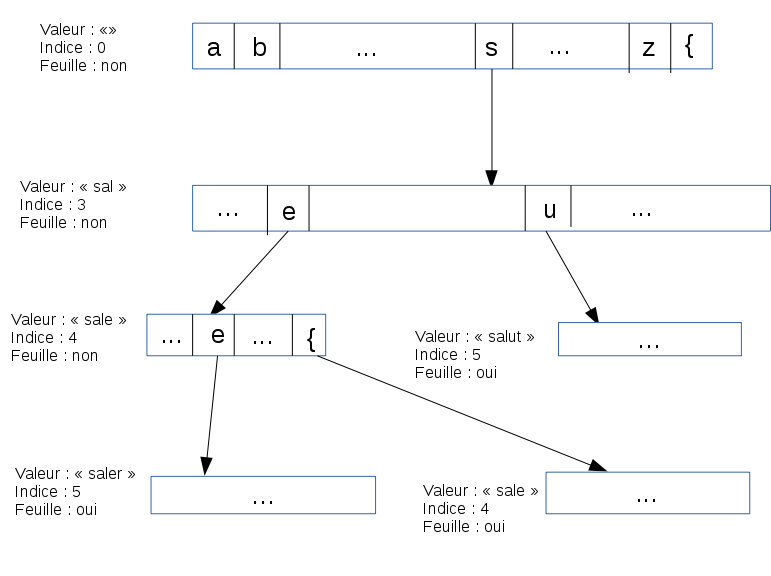 Valeur : «»
Indice : 0
Feuille : non
a b ... s ... z {
Valeur : « sal »
Indice : 3
Feuille : non
... e u ...
Valeur : « sale »
Indice : 4
Feuille : non
... e ... {
Valeur : « salut »
Indice : 5
Feuille : oui
...
Valeur : « saler »
Indice : 5
Feuille : oui
...
Valeur : « sale »
Indice : 4
Feuille : oui
...